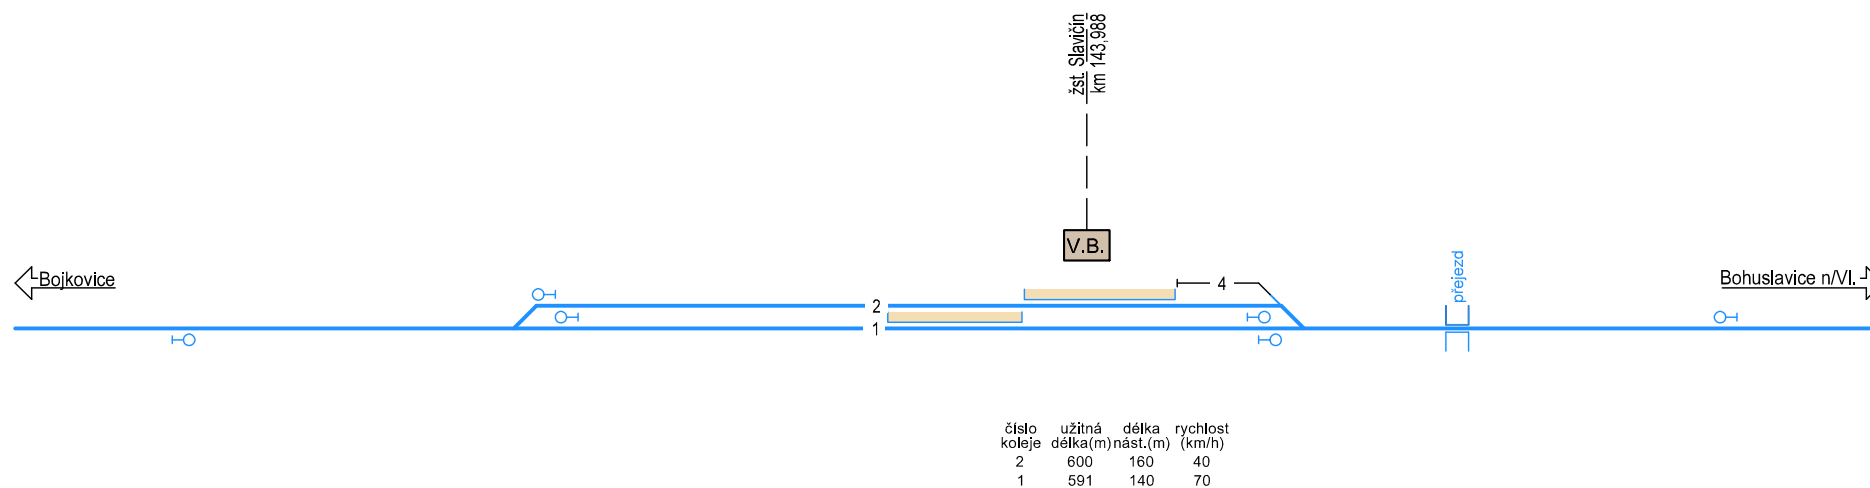 žst. Slavičín
km 143,988
V.B.
Bojkovice
4
přejezd
Bohuslavice n/Vl.
2
1
číslo koleje užitná délka(m) délka nást.(m) rychlost (km/h)
2 600 160 40
1 591 140 70